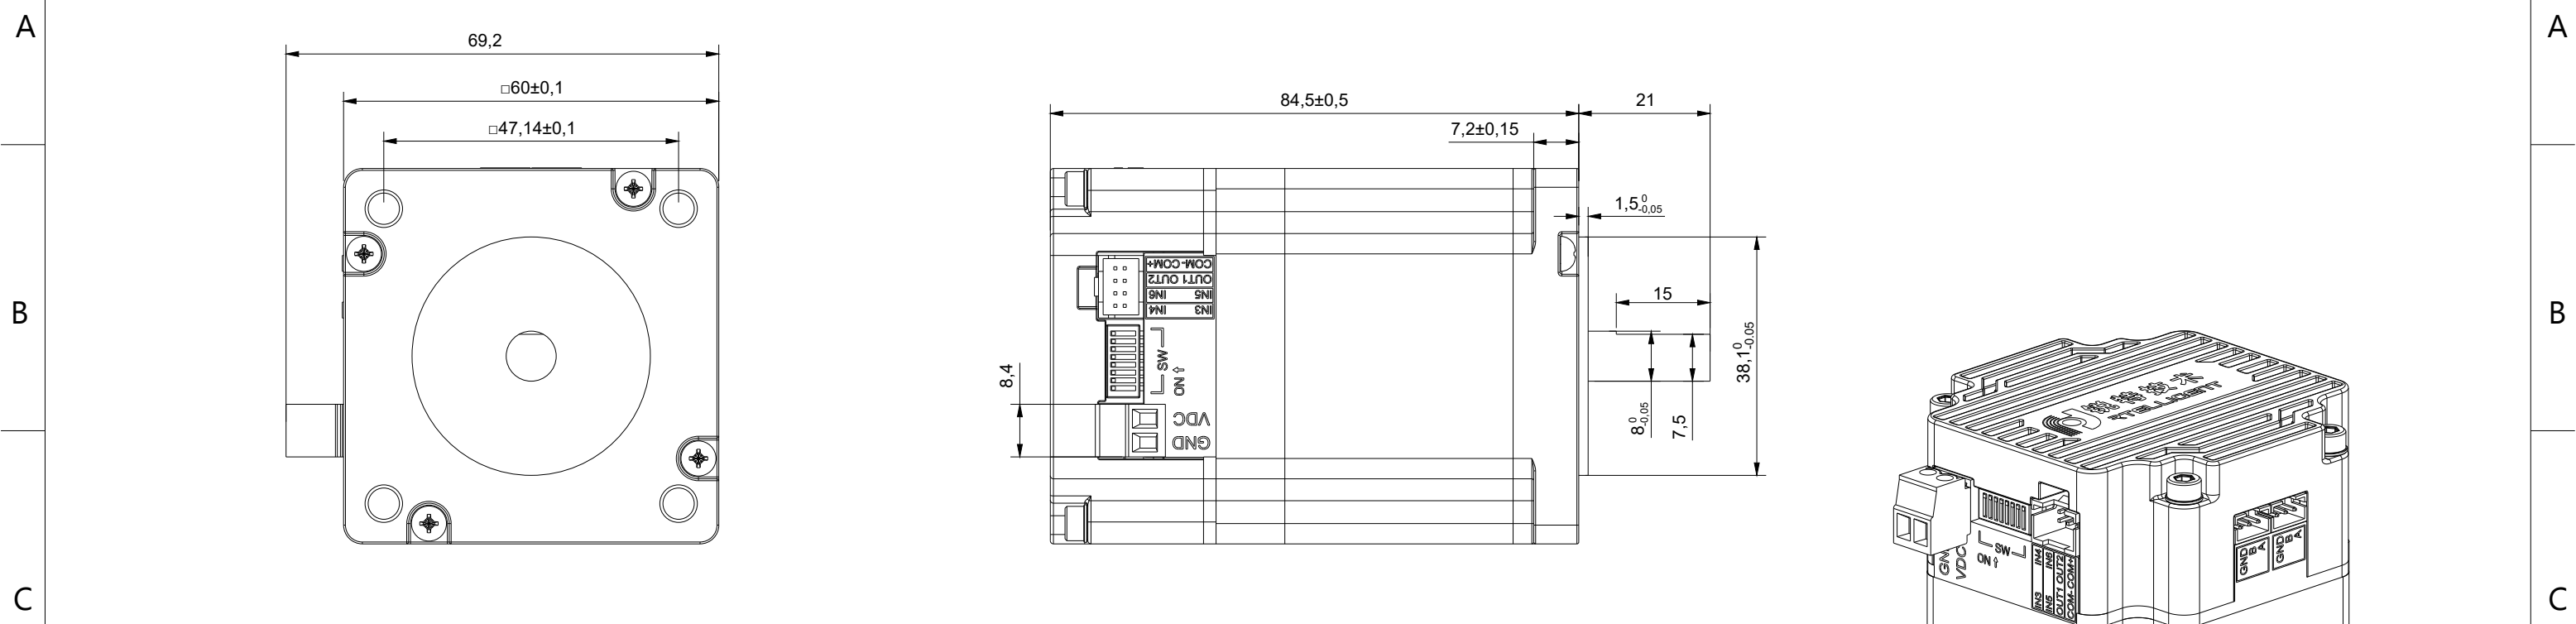 A
A
69,2
□60±0,1
□47,14±0,1
84,5±0,5
21
7,2±0,15
1,5 0 -0,05
COM- COM+
OUT1 OUT2
IN5 IN6
IN3 IN4
SW
ON ↑
VDC
GND
8,4
15
8 0 -0,05
7,5
38,1 0 -0.05
B
B
SW
ON ↑
VDC
IN3 IN4
IN5 IN6
OUT1 OUT2
COM- COM+
GND
B
A
GND
B
A
C
C